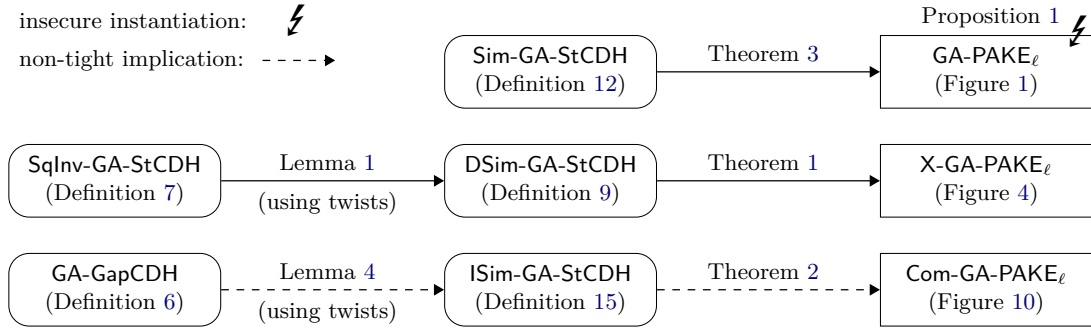 insecure instantiation:
Proposition 1
non-tight implication:
Sim-GA-StCDH
(Definition 12)
Theorem 3
GA-PAKEℓ
(Figure 1)
SqInv-GA-StCDH
(Definition 7)
Lemma 1
(using twists)
DSim-GA-StCDH
(Definition 9)
Theorem 1
X-GA-PAKEℓ
(Figure 4)
GA-GapCDH
(Definition 6)
Lemma 4
(using twists)
ISim-GA-StCDH
(Definition 15)
Theorem 2
Com-GA-PAKEℓ
(Figure 10)